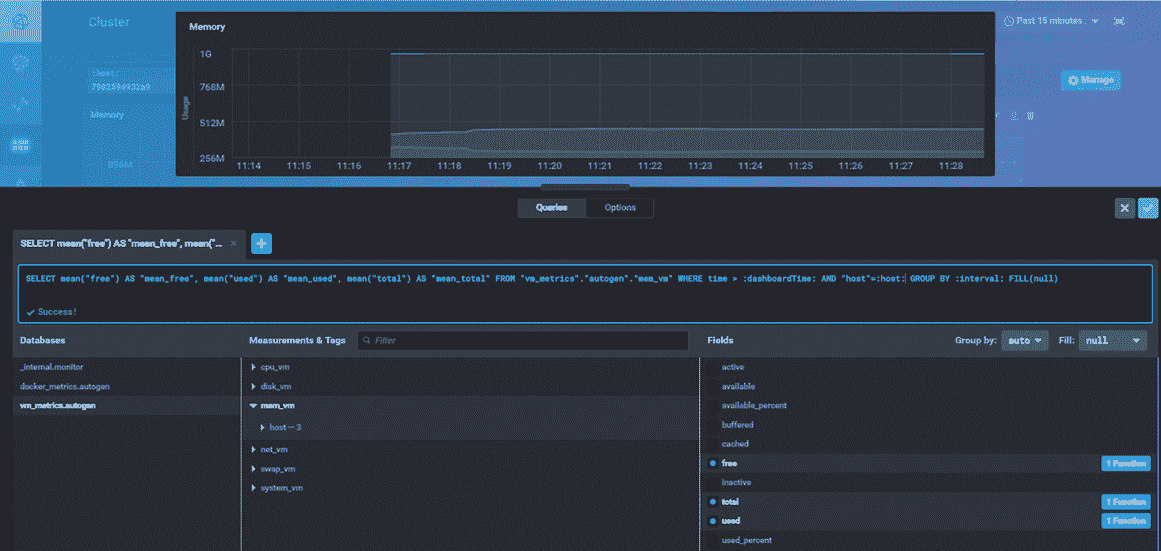 Cluster
Memory
Past 15 minutes
Manage
Memory
1G
768M
512M
256M
Usage
11:14 11:15 11:16 11:17 11:18 11:19 11:20 11:21 11:22 11:23 11:24 11:25 11:26 11:27 11:28
Queries Options
SELECT mean("free") AS "mean_free", mean("...
SELECT mean("free") AS "mean_free", mean("used") AS "mean_used", mean("total") AS "mean_total" FROM "vm_metrics"."autogen"."mem_vm" WHERE time > :dashboardTime: AND "host"=:host: GROUP BY :interval: FILL(null)
Success!
Databases Measurements & Tags Filter Fields Group by: auto Fill: null
_internal.monitor
docker_metrics.autogen
vm_metrics.autogen
cpu_vm
disk_vm
mem_vm
host — 3
net_vm
swap_vm
system_vm
active
available
available_percent
buffered
cached
free 1 Function
inactive
total 1 Function
used 1 Function
used_percent